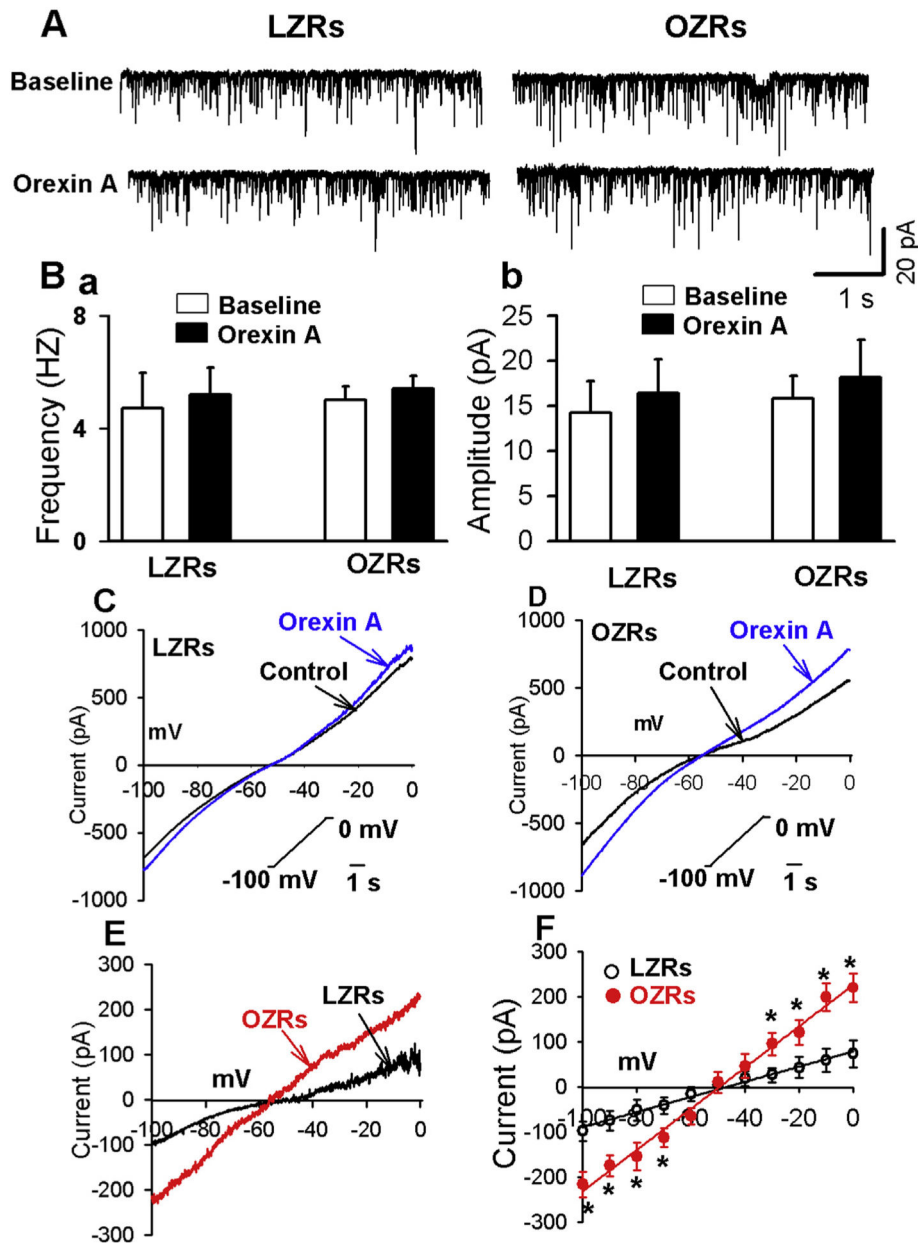 A LZRs OZRs
Baseline
Orexin A
20 pA
1 s
B a
Baseline
Orexin A
Frequency (HZ)
8
4
0
LZRs OZRs
b
Baseline
Orexin A
Amplitude (pA)
25
20
15
10
5
0
LZRs OZRs
C
LZRs
Orexin A
Control
mV
Current (pA)
1000
500
0
-500
-1000
-100 -80 -60 -40 -20 0
0 mV
-100 mV 1 s
D
OZRs
Orexin A
Control
mV
Current (pA)
1000
500
0
-500
-1000
-100 -80 -60 -40 -20 0
0 mV
-100 mV 1 s
E
OZRs
LZRs
mV
Current (pA)
300
200
100
0
-100
-200
-300
-100 -80 -60 -40 -20 0
F
LZRs
OZRs
mV
Current (pA)
300
200
100
0
-100
-200
-300
-100 -80 -60 -40 -20 0
* * * *
* * * *